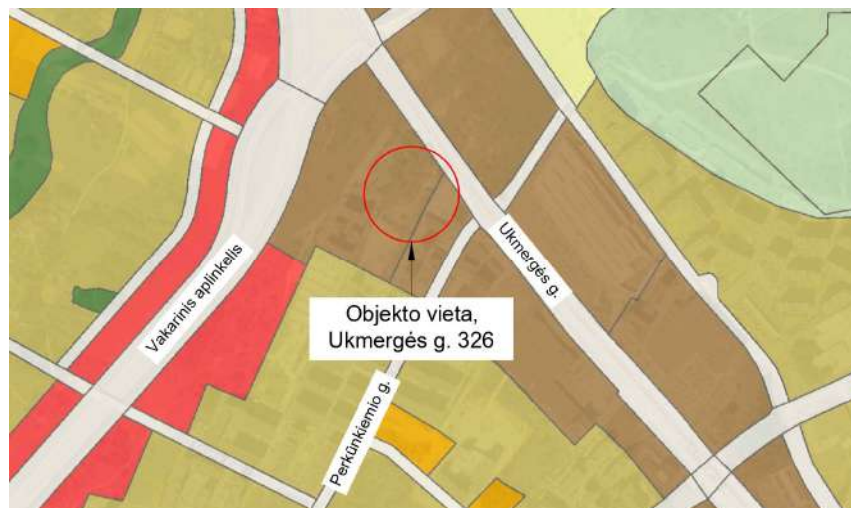 Vakarinis aplinkelis
Ukmergės g.
Objekto vieta,
Ukmergės g. 326
Perkūnkiemio g.